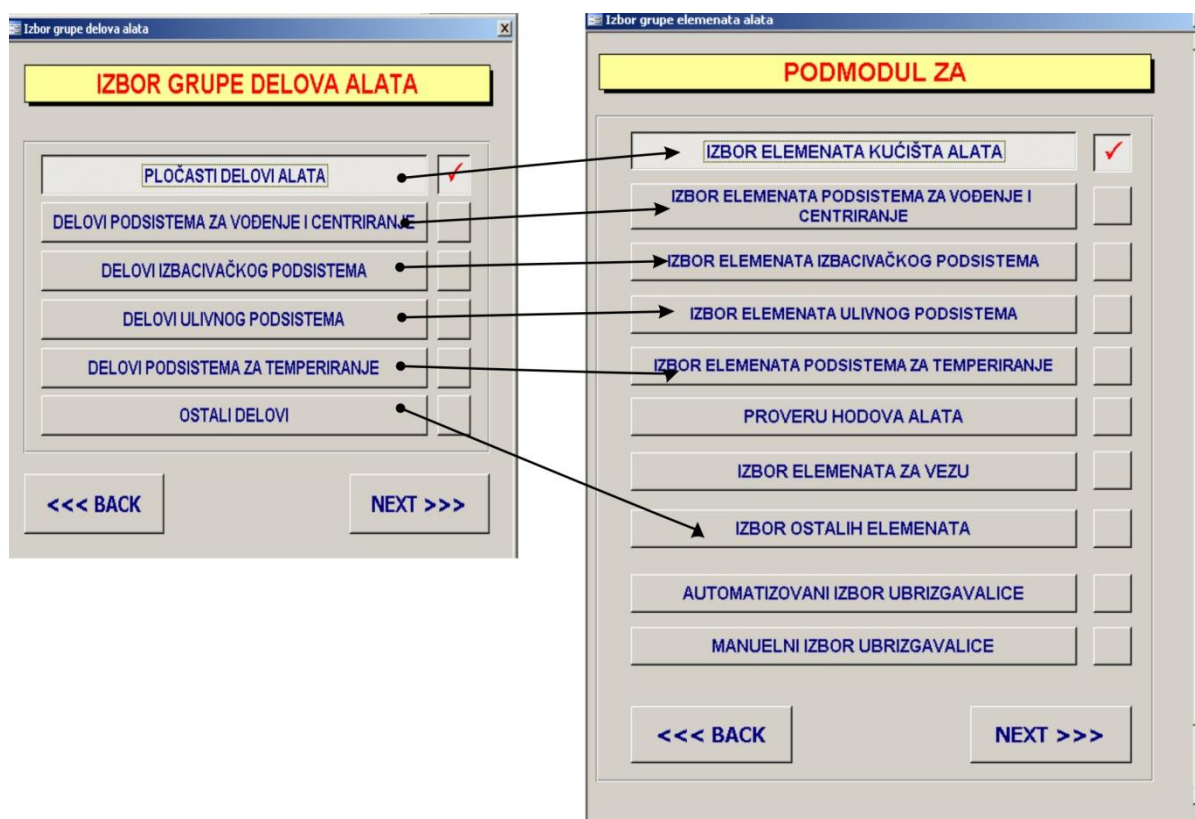 Izbor grupe delova alata
IZBOR GRUPE DELOVA ALATA
PLOČASTI DELOVI ALATA
DELOVI PODSISTEMA ZA VOĐENJE I CENTRIRANJE
DELOVI IZBACIVAČKOG PODSISTEMA
DELOVI ULIVNOG PODSISTEMA
DELOVI PODSISTEMA ZA TEMPERIRANJE
OSTALI DELOVI
<<< BACK
NEXT >>>
Izbor grupe elemenata alata
PODMODUL ZA
IZBOR ELEMENATA KUĆIŠTA ALATA
IZBOR ELEMENATA PODSISTEMA ZA VOĐENJE I
CENTRIRANJE
IZBOR ELEMENATA IZBACIVAČKOG PODSISTEMA
IZBOR ELEMENATA ULIVNOG PODSISTEMA
IZBOR ELEMENATA PODSISTEMA ZA TEMPERIRANJE
PROVERU HODOVA ALATA
IZBOR ELEMENATA ZA VEZU
IZBOR OSTALIH ELEMENATA
AUTOMATIZOVANI IZBOR UBRIZGAVALICE
MANUELNI IZBOR UBRIZGAVALICE
<<< BACK
NEXT >>>